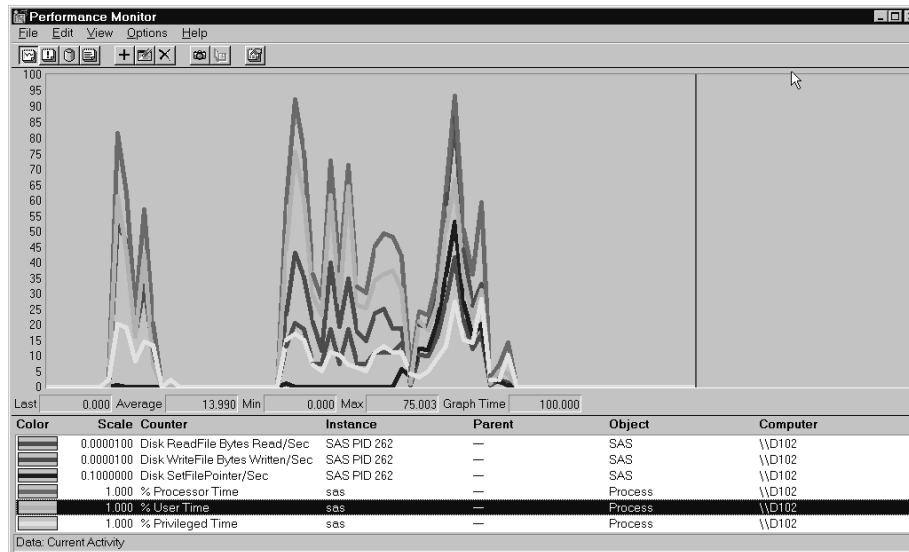 Performance Monitor
File Edit View Options Help
100
95
90
85
80
75
70
65
60
55
50
45
40
35
30
25
20
15
10
5
0
Last 0.000 Average 13.990 Min 0.000 Max 75.003 Graph Time 100.000
Color Scale Counter Instance Parent Object Computer
0.0000100 Disk ReadFile Bytes Read/Sec SAS PID 262 — SAS \\D102
0.0000100 Disk WriteFile Bytes Written/Sec SAS PID 262 — SAS \\D102
0.1000000 Disk SetFilePointer/Sec SAS PID 262 — SAS \\D102
1.000 % Processor Time sas — Process \\D102
1.000 % User Time sas — Process \\D102
1.000 % Privileged Time sas — Process \\D102
Data: Current Activity